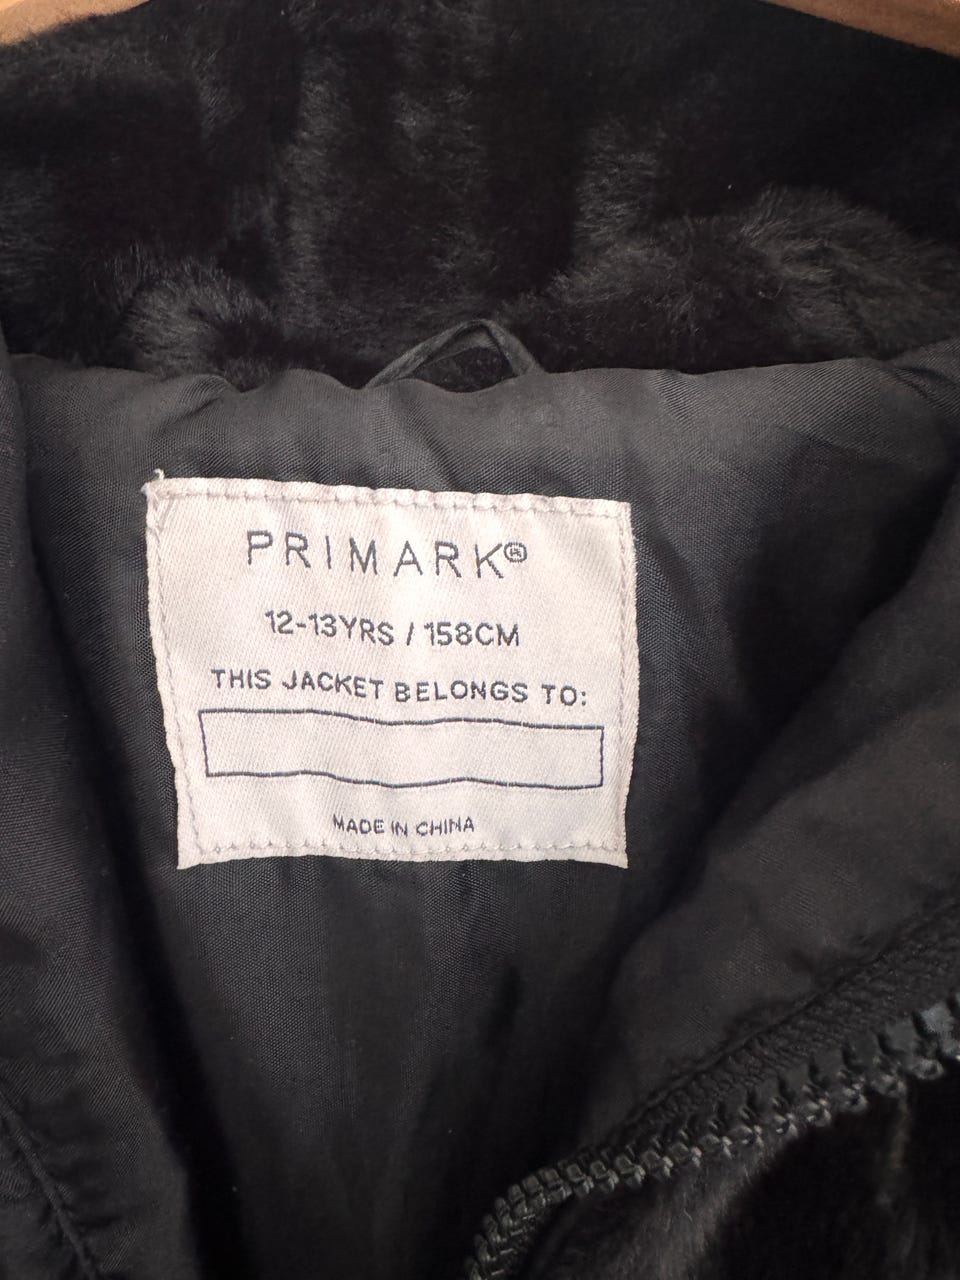 PRIMARK®
12-13YRS / 158CM
THIS JACKET BELONGS TO:
MADE IN CHINA